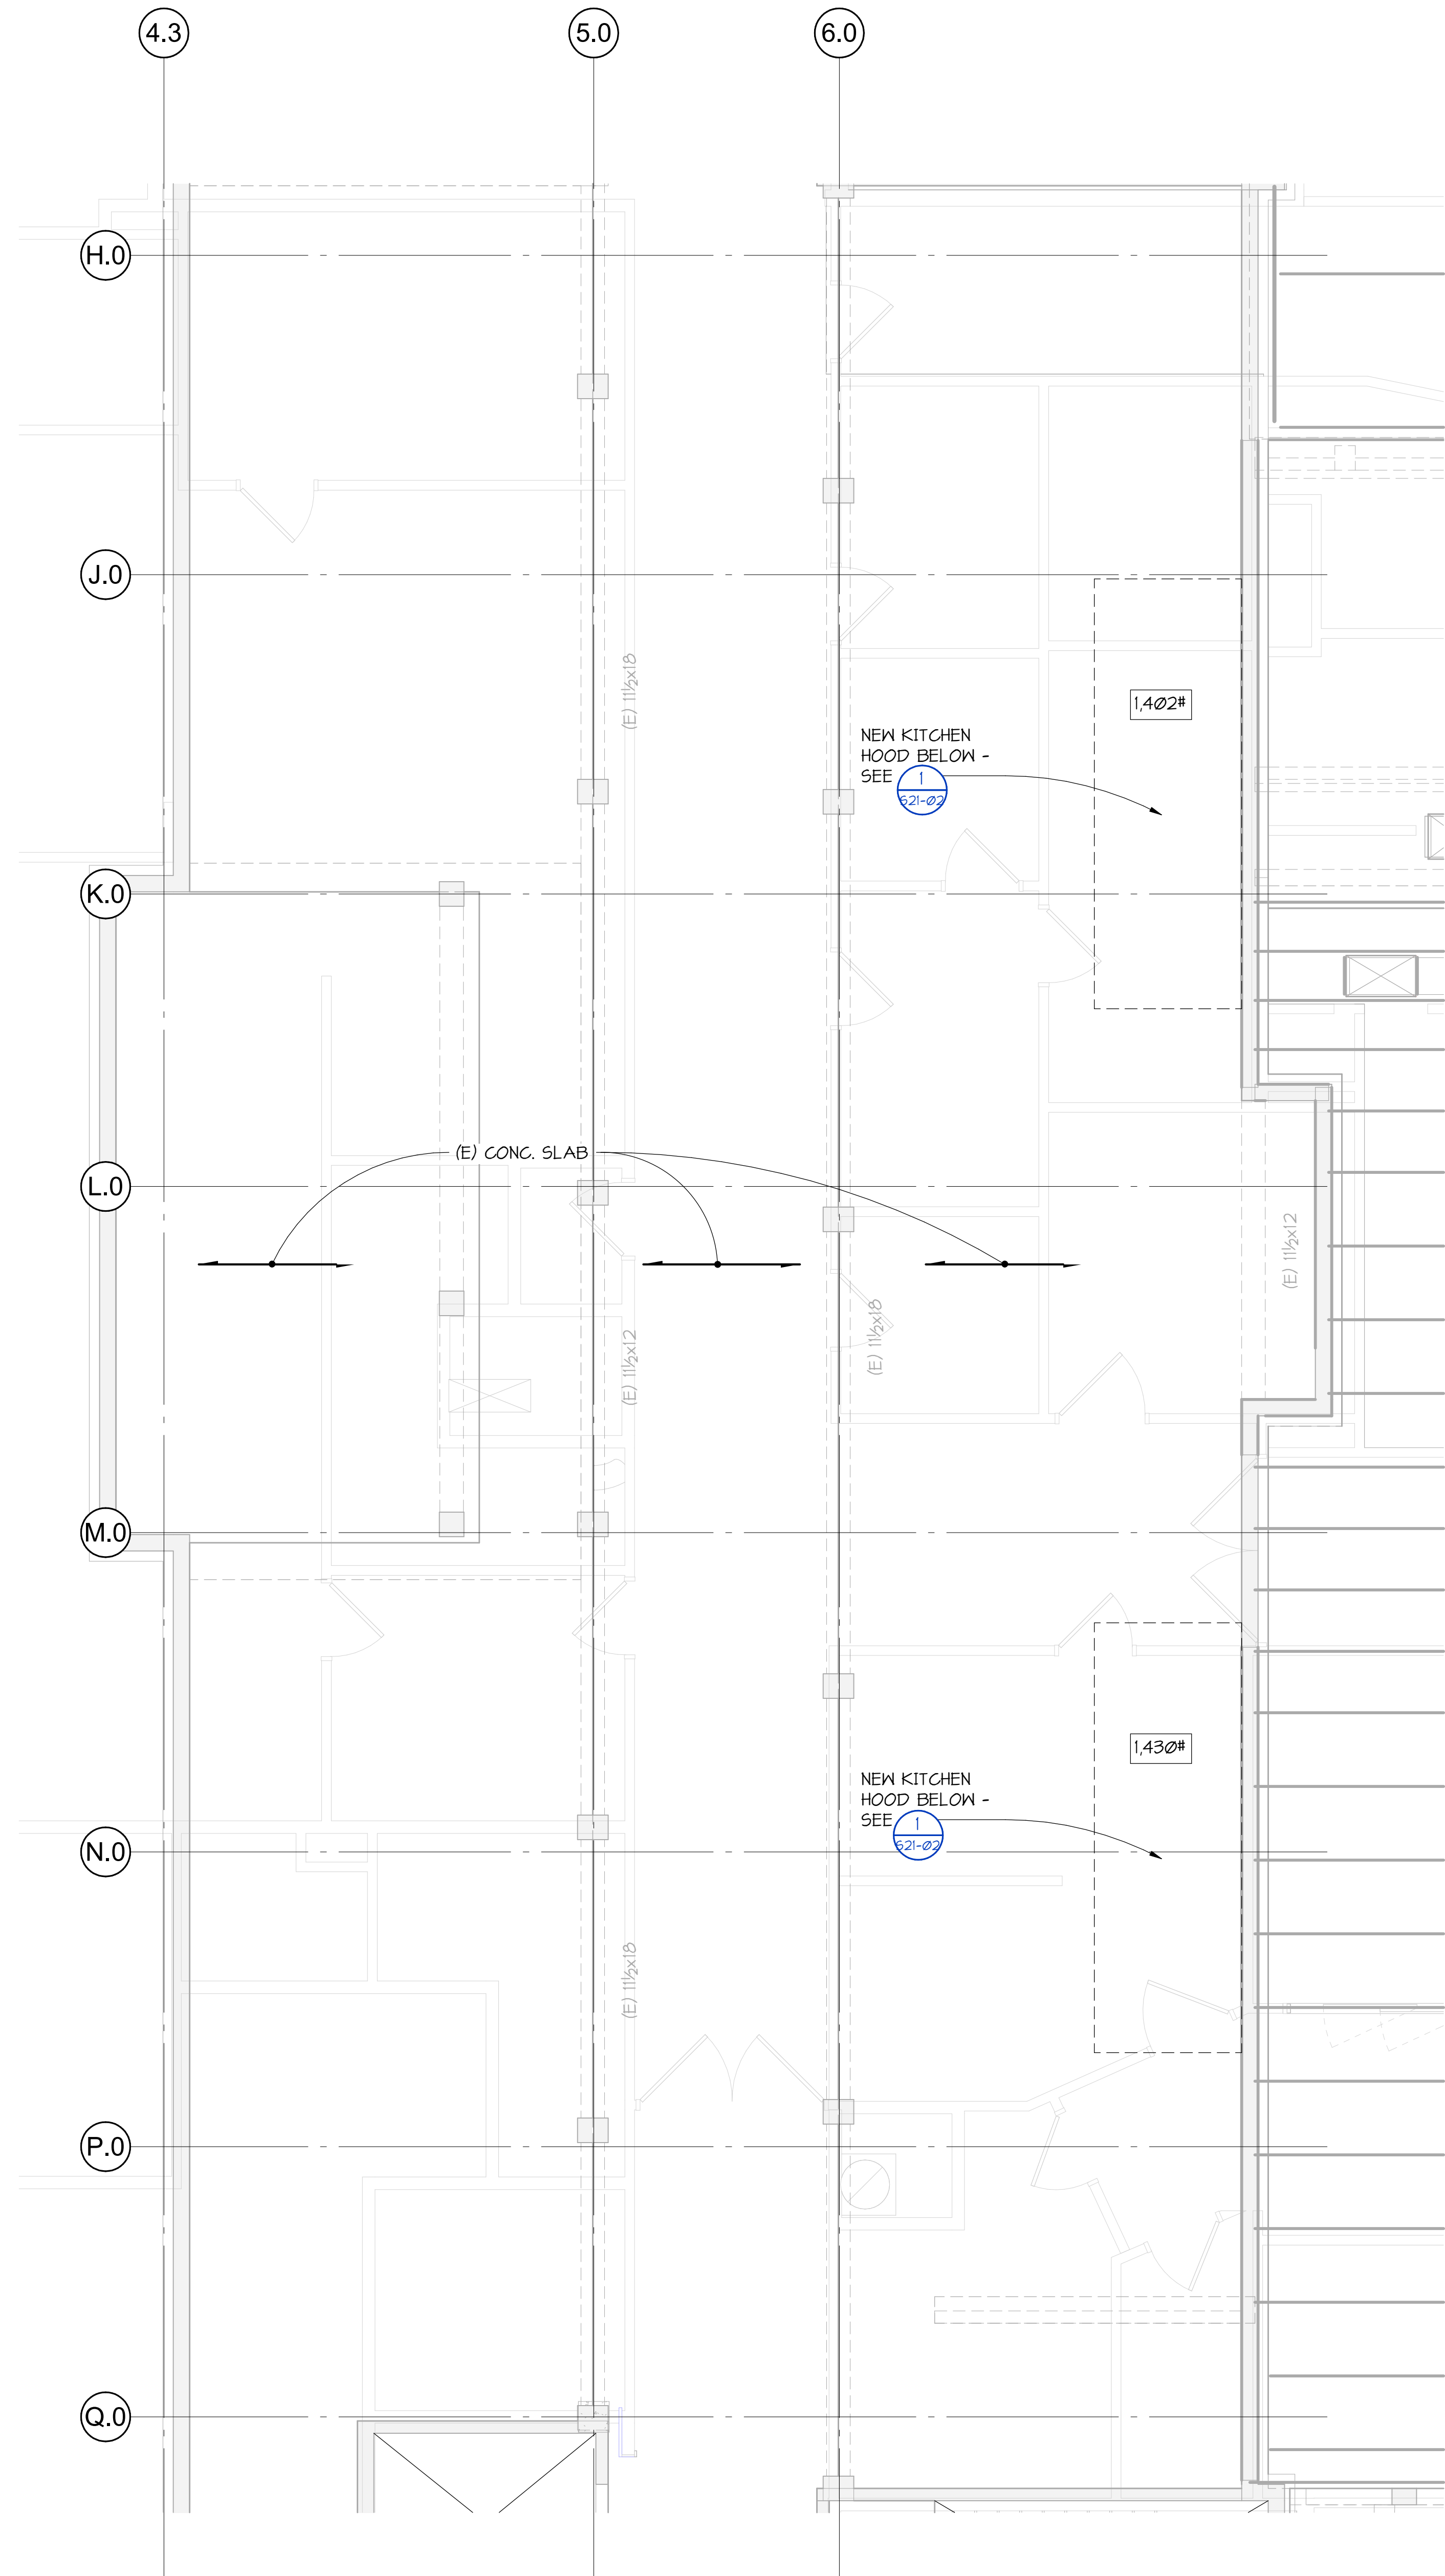 4.3
5.0
6.0
H.0
J.0
(E) 11½x18
1,402#
NEW KITCHEN
HOOD BELOW -
SEE
1
S21-02
K.0
(E) CONC. SLAB
L.0
(E) 11½x12
(E) 11½x18
(E) 11½x12
M.0
1,430#
NEW KITCHEN
HOOD BELOW -
SEE
1
S21-02
N.0
(E) 11½x18
P.0
Q.0